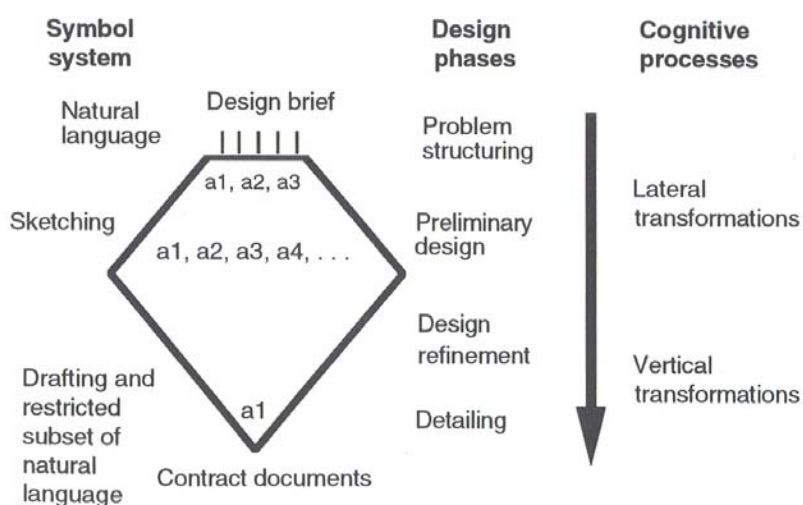 Symbol
system
Design
phases
Cognitive
processes
Natural
language
Design brief
Problem
structuring
a1, a2, a3
Lateral
transformations
Sketching
Preliminary
design
a1, a2, a3, a4, . . .
Design
refinement
Vertical
transformations
Drafting and
restricted
subset of
natural
language
a1
Detailing
Contract documents